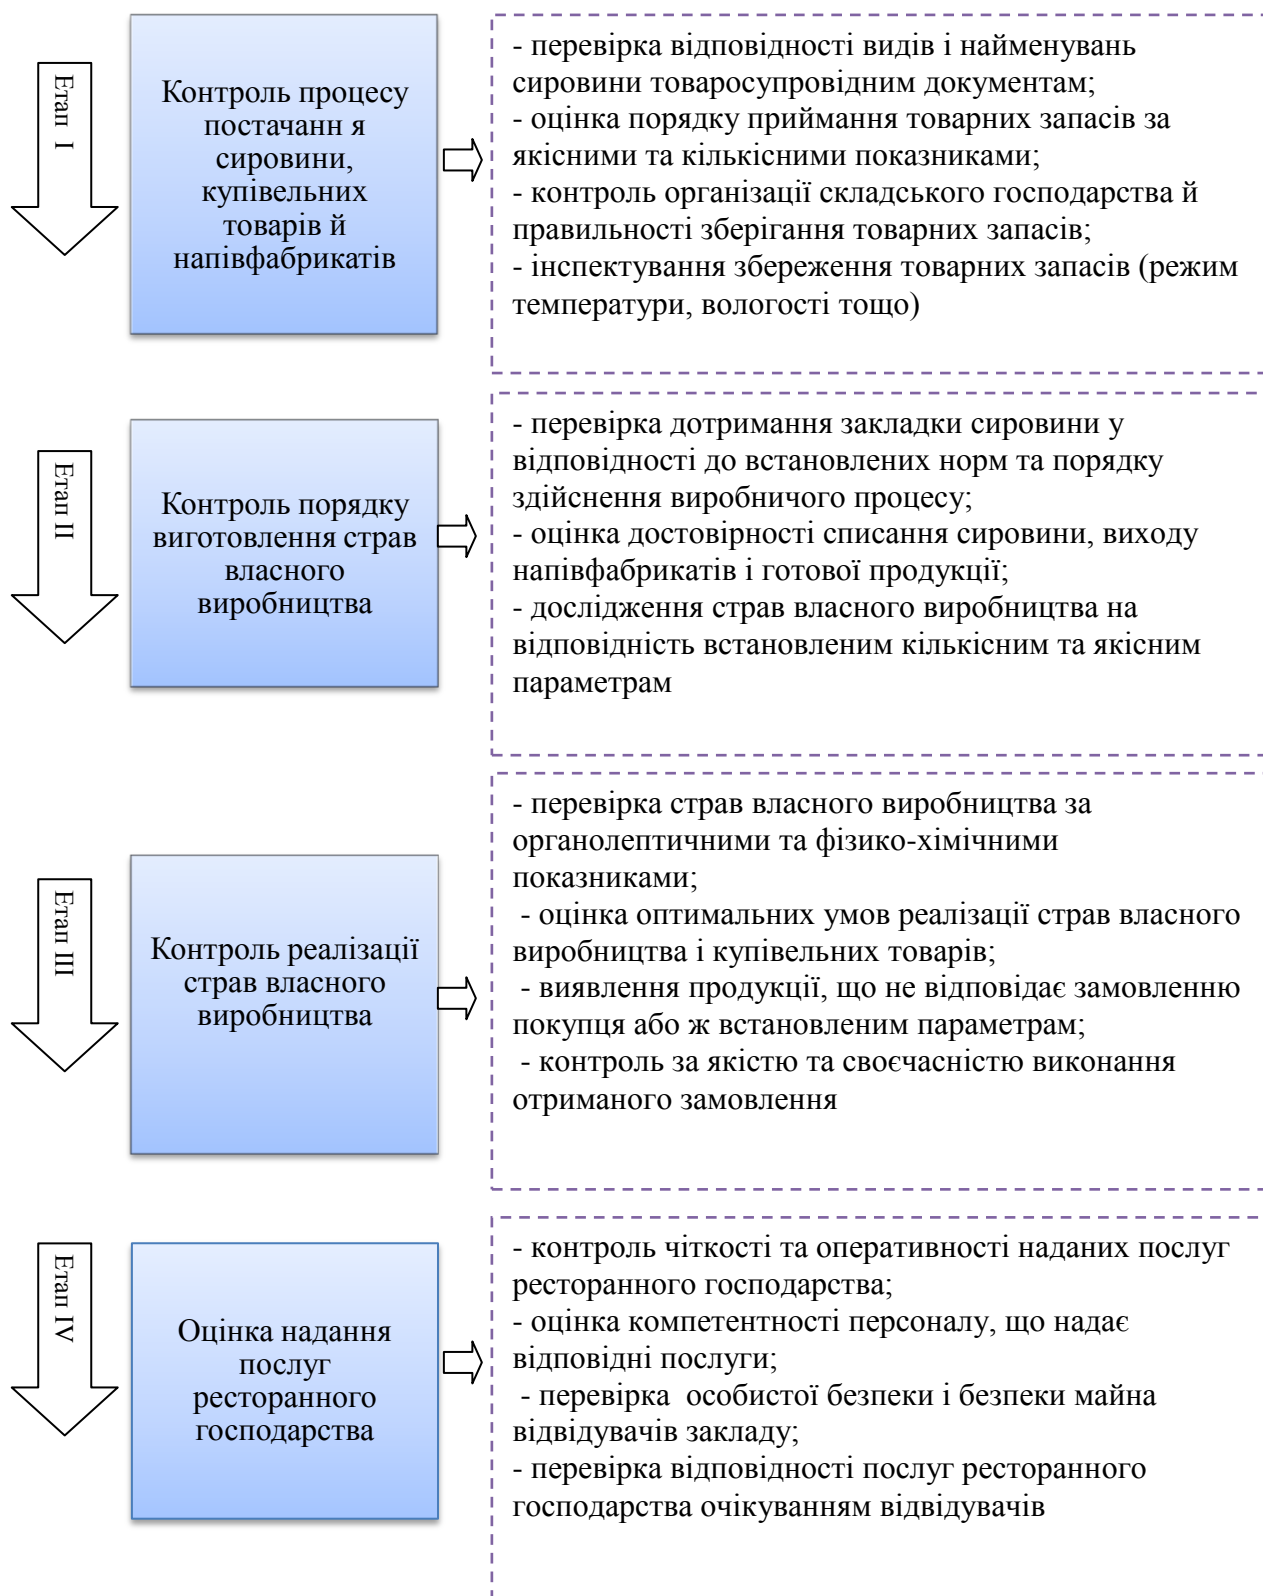 Етап I
Контроль процесу
постачанн я
сировини,
купівельних
товарів й
напівфабрикатів
- перевірка відповідності видів і найменувань
сировини товаросупровідним документам;
- оцінка порядку приймання товарних запасів за
якісними та кількісними показниками;
- контроль організації складського господарства й
правильності зберігання товарних запасів;
- інспектування збереження товарних запасів (режим
температури, вологості тощо)
Етап II
Контроль порядку
виготовлення страв
власного
виробництва
- перевірка дотримання закладки сировини у
відповідності до встановлених норм та порядку
здійснення виробничого процесу;
- оцінка достовірності списання сировини, виходу
напівфабрикатів і готової продукції;
- дослідження страв власного виробництва на
відповідність встановленим кількісним та якісним
параметрам
Етап III
Контроль реалізації
страв власного
виробництва
- перевірка страв власного виробництва за
органолептичними та фізико-хімічними
показниками;
- оцінка оптимальних умов реалізації страв власного
виробництва і купівельних товарів;
- виявлення продукції, що не відповідає замовленню
покупця або ж встановленим параметрам;
- контроль за якістю та своєчасністю виконання
отриманого замовлення
Етап IV
Оцінка надання
послуг
ресторанного
господарства
- контроль чіткості та оперативності наданих послуг
ресторанного господарства;
- оцінка компетентності персоналу, що надає
відповідні послуги;
- перевірка  особистої безпеки і безпеки майна
відвідувачів закладу;
- перевірка відповідності послуг ресторанного
господарства очікуванням відвідувачів